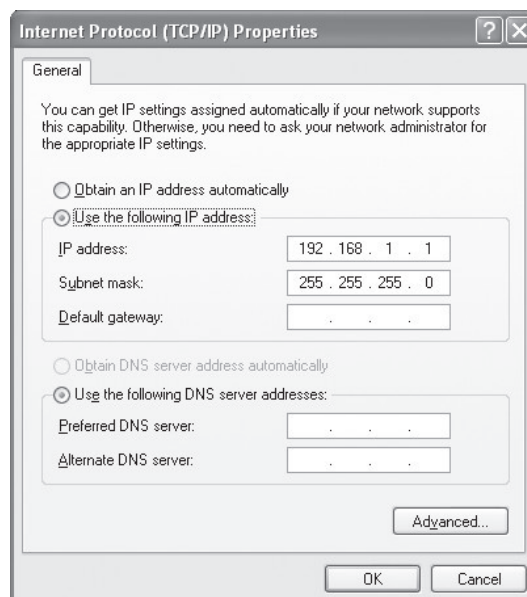 Internet Protocol (TCP/IP) Properties
General
You can get IP settings assigned automatically if your network supports
this capability. Otherwise, you need to ask your network administrator for
the appropriate IP settings.
Obtain an IP address automatically
Use the following IP address:
IP address: 192 . 168 . 1 . 1
Subnet mask: 255 . 255 . 255 . 0
Default gateway: . . .
Obtain DNS server address automatically
Use the following DNS server addresses:
Preferred DNS server: . . .
Alternate DNS server: . . .
Advanced...
OK Cancel